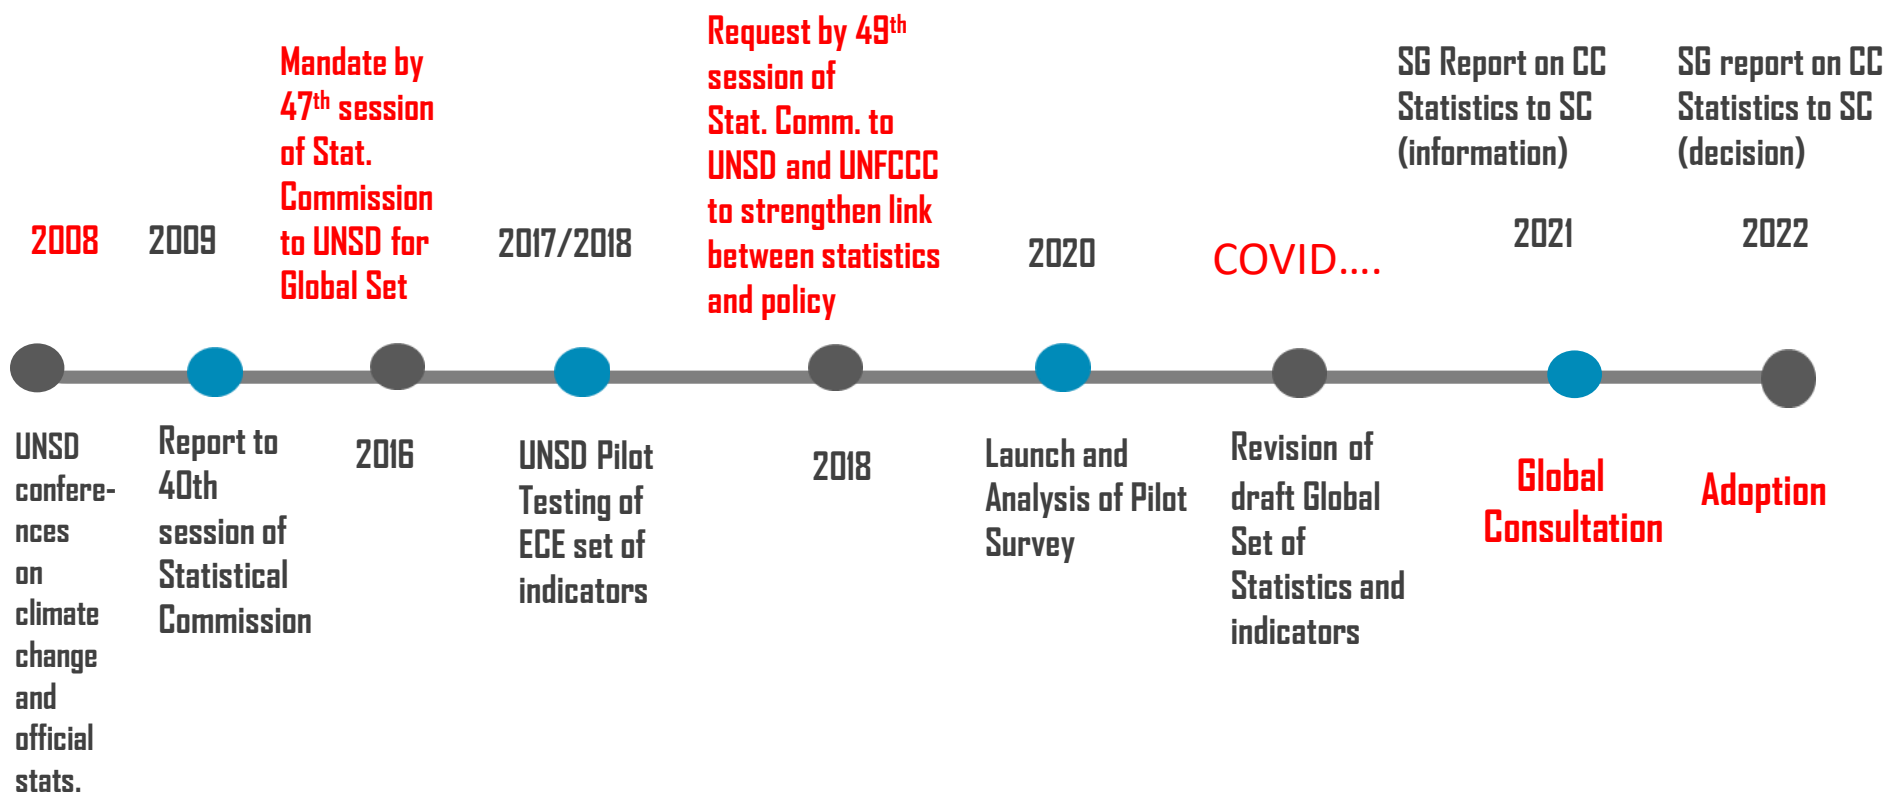 2008
UNSD
confere-
nces
on
climate
change
and
official
stats.
2009
Report to
40th
session of
Statistical
Commission
Mandate by
47th session
of Stat.
Commission
to UNSD for
Global Set
2016
2017/2018
UNSD Pilot
Testing of
ECE set of
indicators
Request by 49th
session of
Stat. Comm. to
UNSD and UNFCCC
to strengthen link
between statistics
and policy
2018
2020
Launch and
Analysis of Pilot
Survey
COVID....
Revision of
draft Global
Set of
Statistics and
indicators
SG Report on CC
Statistics to SC
(information)
2021
Global
Consultation
SG report on CC
Statistics to SC
(decision)
2022
Adoption